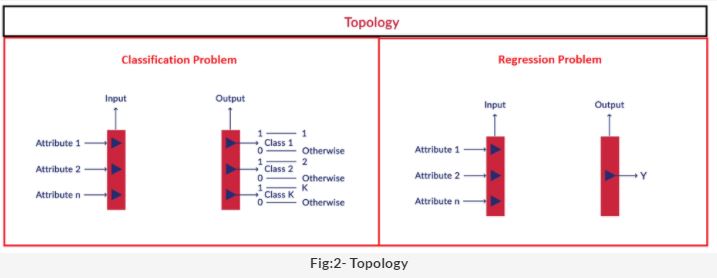 Topology
Classification Problem
Input
Output
Attribute 1
Attribute 2
Attribute n
1 1
Class 1
0 Otherwise
1 2
Class 2
0 Otherwise
1 K
Class K
0 Otherwise
Regression Problem
Input
Output
Attribute 1
Attribute 2
Attribute n
Y
Fig:2- Topology